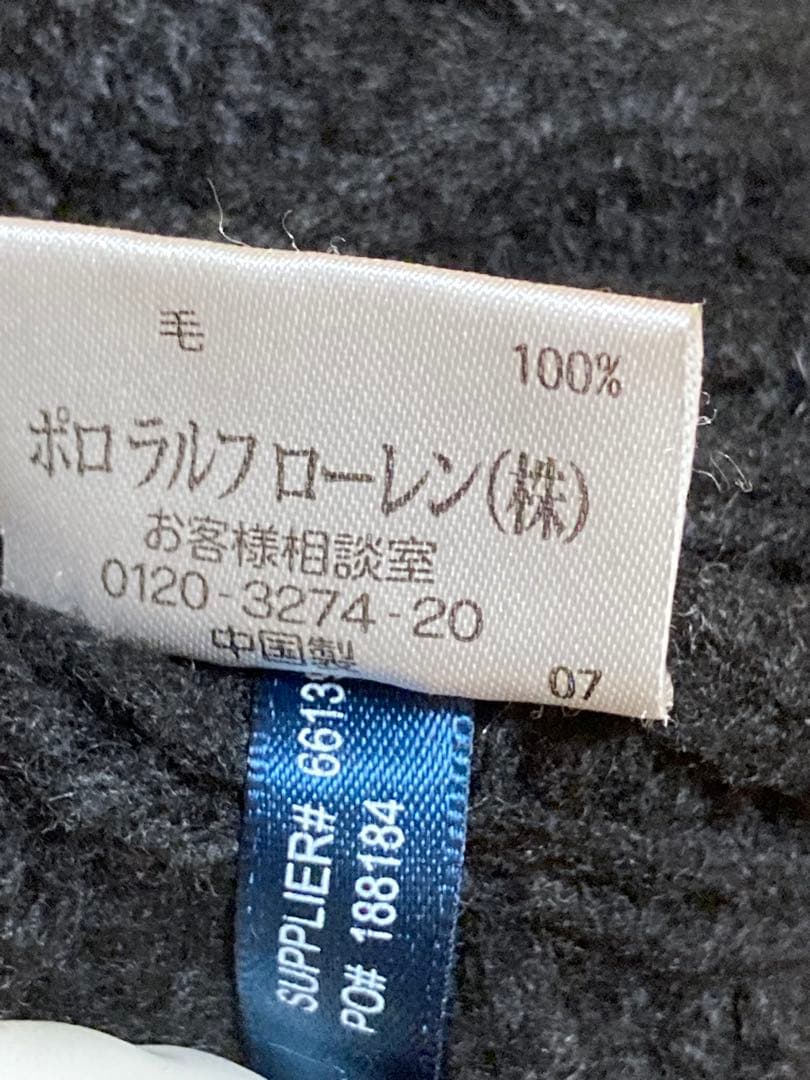 毛 100%
ポロ ラルフ ローレン(株)
お客様相談室
0120-3274-20
中国製
07
SUPPLIER# 6613
PO# 188184